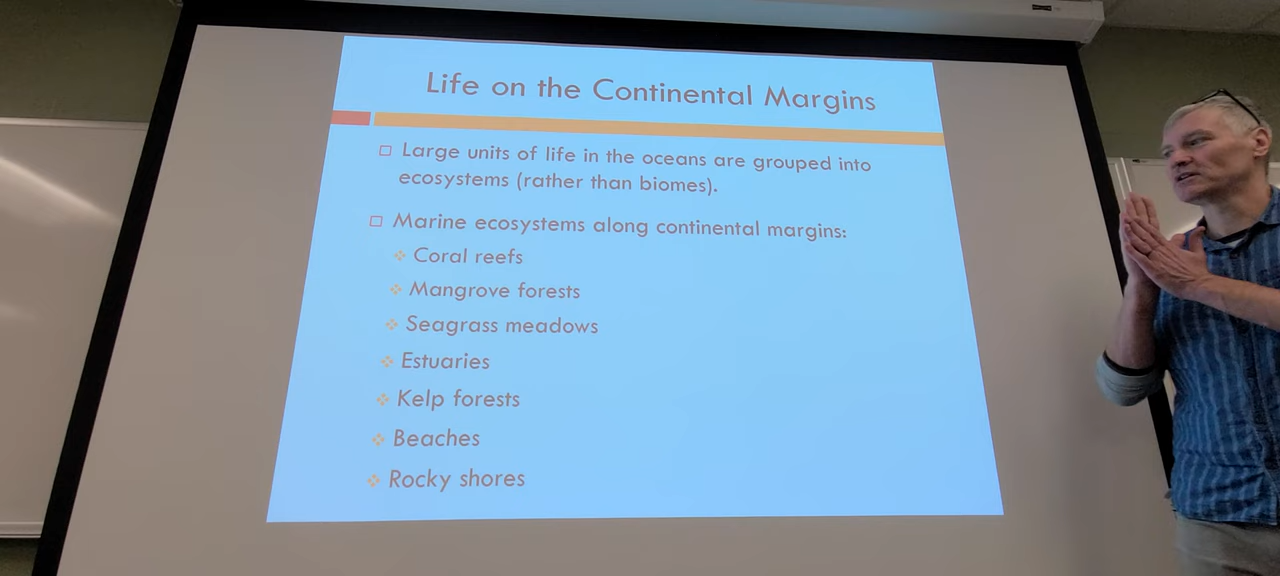 Life on the Continental Margins
Large units of life in the oceans are grouped into
ecosystems (rather than biomes).
Marine ecosystems along continental margins:
Coral reefs
Mangrove forests
Seagrass meadows
Estuaries
Kelp forests
Beaches
Rocky shores